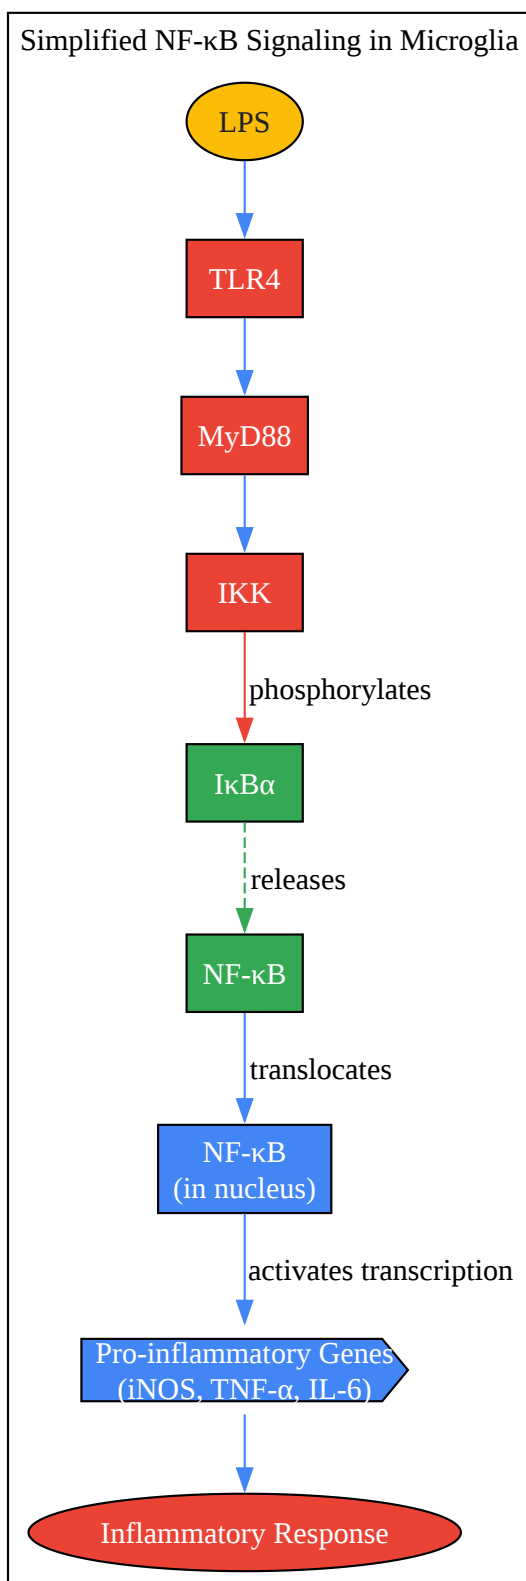 Simplified NF-κB Signaling in Microglia
LPS
TLR4
MyD88
IKK
phosphorylates
IκBα
releases
NF-κB
translocates
NF-κB
(in nucleus)
activates transcription
Pro-inflammatory Genes
(iNOS, TNF-α, IL-6)
Inflammatory Response